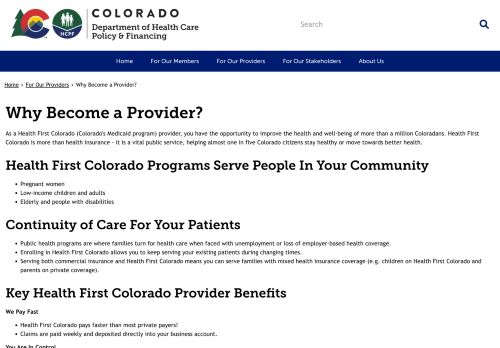 COLORADO
Department of Health Care
Policy & Financing
HCPF
Search
Home
For Our Members
For Our Providers
For Our Stakeholders
About Us
Home › For Our Providers › Why Become a Provider?
Why Become a Provider?
As a Health First Colorado (Colorado's Medicaid program) provider, you have the opportunity to improve the health and well-being of more than a million Coloradans. Health First
Colorado is more than health insurance - it is a vital public service, helping almost one in five Colorado citizens stay healthy or move towards better health.
Health First Colorado Programs Serve People In Your Community
• Pregnant women
• Low-income children and adults
• Elderly and people with disabilities
Continuity of Care For Your Patients
• Public health programs are where families turn for health care when faced with unemployment or loss of employer-based health coverage.
• Enrolling in Health First Colorado allows you to keep serving your existing patients during changing times.
• Serving both commercial insurance and Health First Colorado means you can serve families with mixed health insurance coverage (e.g. children on Health First Colorado and
parents on private coverage).
Key Health First Colorado Provider Benefits
We Pay Fast
• Health First Colorado pays faster than most private payers!
• Claims are paid weekly and deposited directly into your business account.
You Are In Control